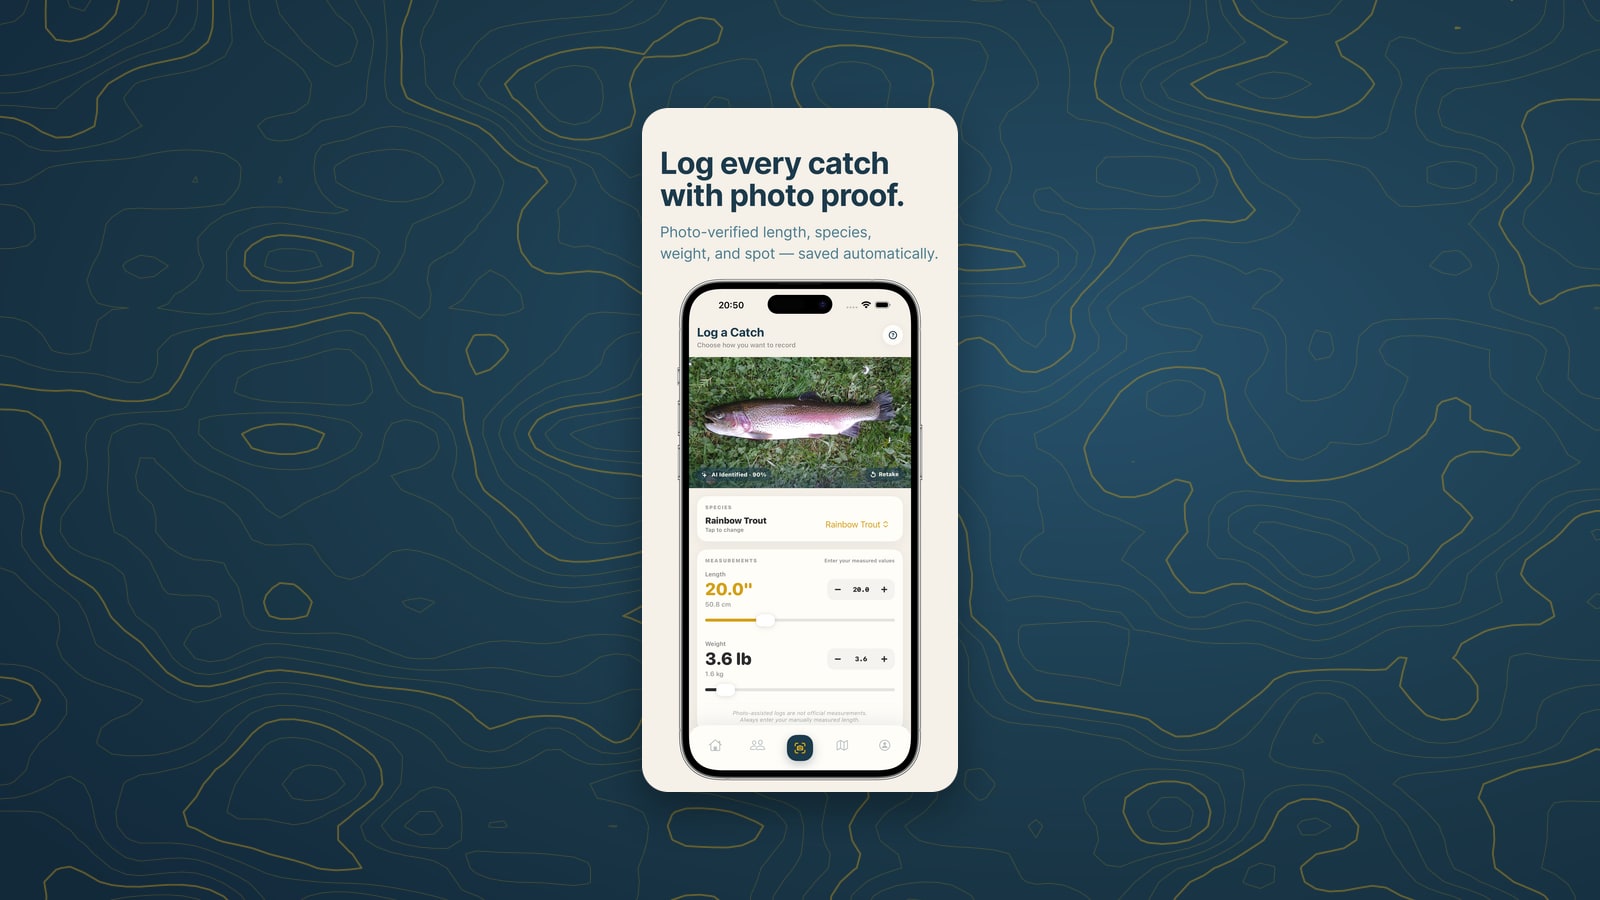 Log every catch
with photo proof.
Photo-verified length, species,
weight, and spot — saved automatically.
20:50
Log a Catch
Choose how you want to record
AI Identified · 90%
Retake
SPECIES
Rainbow Trout
Tap to change
Rainbow Trout
MEASUREMENTS
Enter your measured values
Length
20.0"
50.8 cm
− 20.0 +
Weight
3.6 lb
1.6 kg
− 3.6 +
Photo-assisted logs are not official measurements.
Always enter your manually measured length.